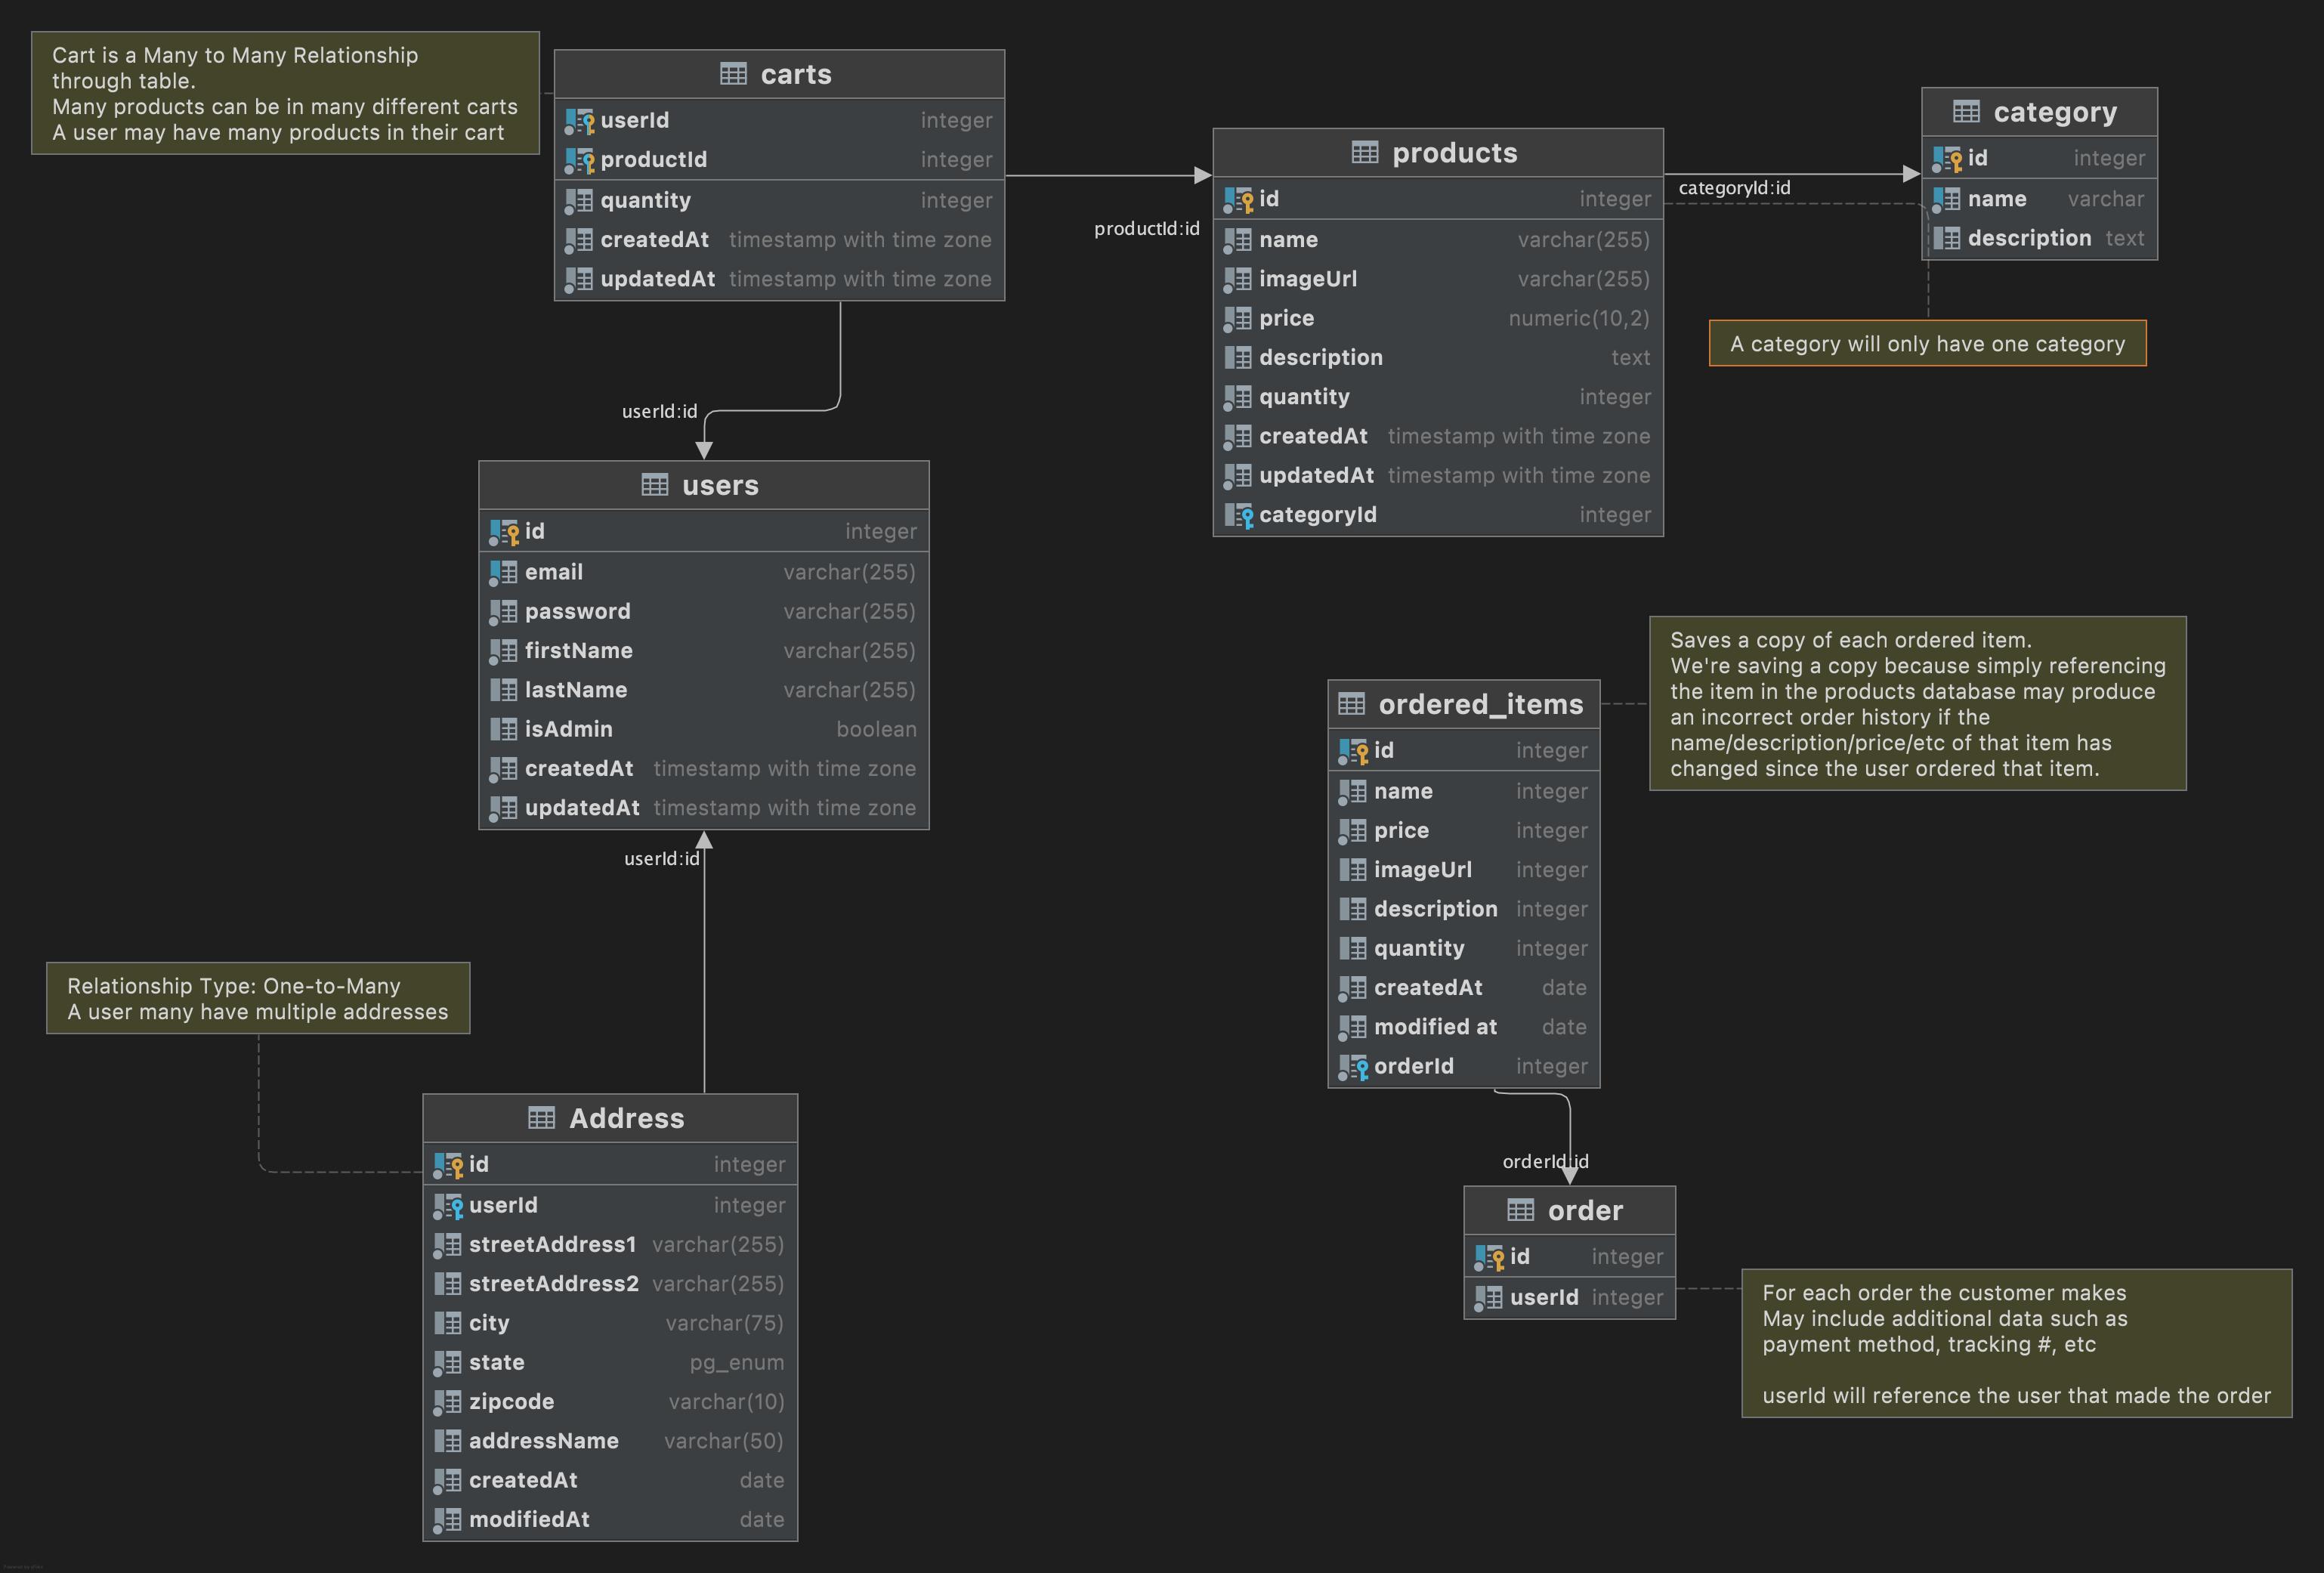 Cart is a Many to Many Relationship
through table.
Many products can be in many different carts
A user may have many products in their cart
carts
userId integer
productId integer
quantity integer
createdAt timestamp with time zone
updatedAt timestamp with time zone
productId:id
userId:id
products
id integer
name varchar(255)
imageUrl varchar(255)
price numeric(10,2)
description text
quantity integer
createdAt timestamp with time zone
updatedAt timestamp with time zone
categoryId integer
categoryId:id
category
id integer
name varchar
description text
A category will only have one category
users
id integer
email varchar(255)
password varchar(255)
firstName varchar(255)
lastName varchar(255)
isAdmin boolean
createdAt timestamp with time zone
updatedAt timestamp with time zone
userId:id
Saves a copy of each ordered item.
We're saving a copy because simply referencing
the item in the products database may produce
an incorrect order history if the
name/description/price/etc of that item has
changed since the user ordered that item.
ordered_items
id integer
name integer
price integer
imageUrl integer
description integer
quantity integer
createdAt date
modified at date
orderId integer
orderId:id
Relationship Type: One-to-Many
A user many have multiple addresses
Address
id integer
userId integer
streetAddress1 varchar(255)
streetAddress2 varchar(255)
city varchar(75)
state pg_enum
zipcode varchar(10)
addressName varchar(50)
createdAt date
modifiedAt date
order
id integer
userId integer
For each order the customer makes
May include additional data such as
payment method, tracking #, etc
userId will reference the user that made the order